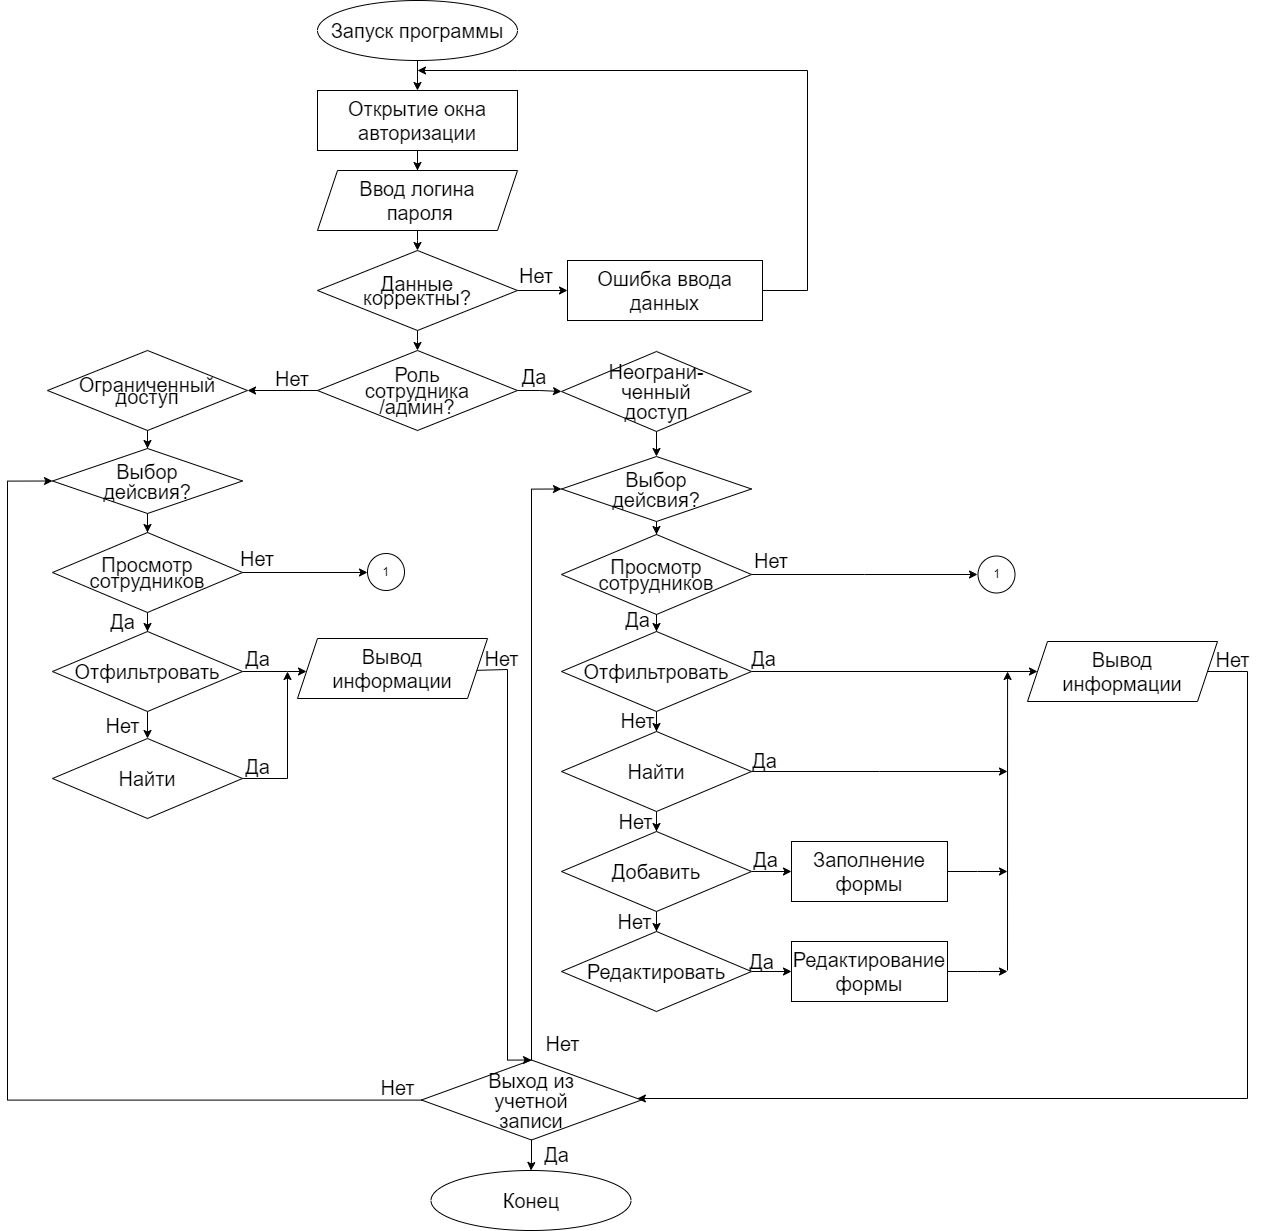 Запуск программы
Открытие окна
авторизации
Ввод логина
пароля
Данные
корректны?
Нет
Ошибка ввода
данных
Роль
сотрудника
/админ?
Нет
Да
Ограниченный
доступ
Неограни-
ченный
доступ
Выбор
дейсвия?
Выбор
дейсвия?
Просмотр
сотрудников
Нет
1
Просмотр
сотрудников
Нет
1
Да
Да
Отфильтровать
Да
Вывод
информации
Нет
Отфильтровать
Да
Вывод
информации
Нет
Нет
Нет
Найти
Да
Найти
Да
Нет
Добавить
Да
Заполнение
формы
Нет
Редактировать
Да
Редактирование
формы
Нет
Нет
Выход из
учетной
записи
Да
Конец